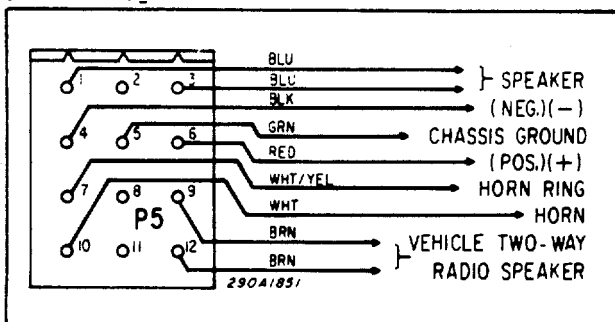 BLU
1 2 3 BLU } SPEAKER
BLK (NEG.)(-)
4 5 6 GRN CHASSIS GROUND
RED (POS.)(+)
7 8 9 WHT/YEL HORN RING
P5 WHT HORN
10 11 12 BRN } VEHICLE TWO-WAY
BRN RADIO SPEAKER
290A1851